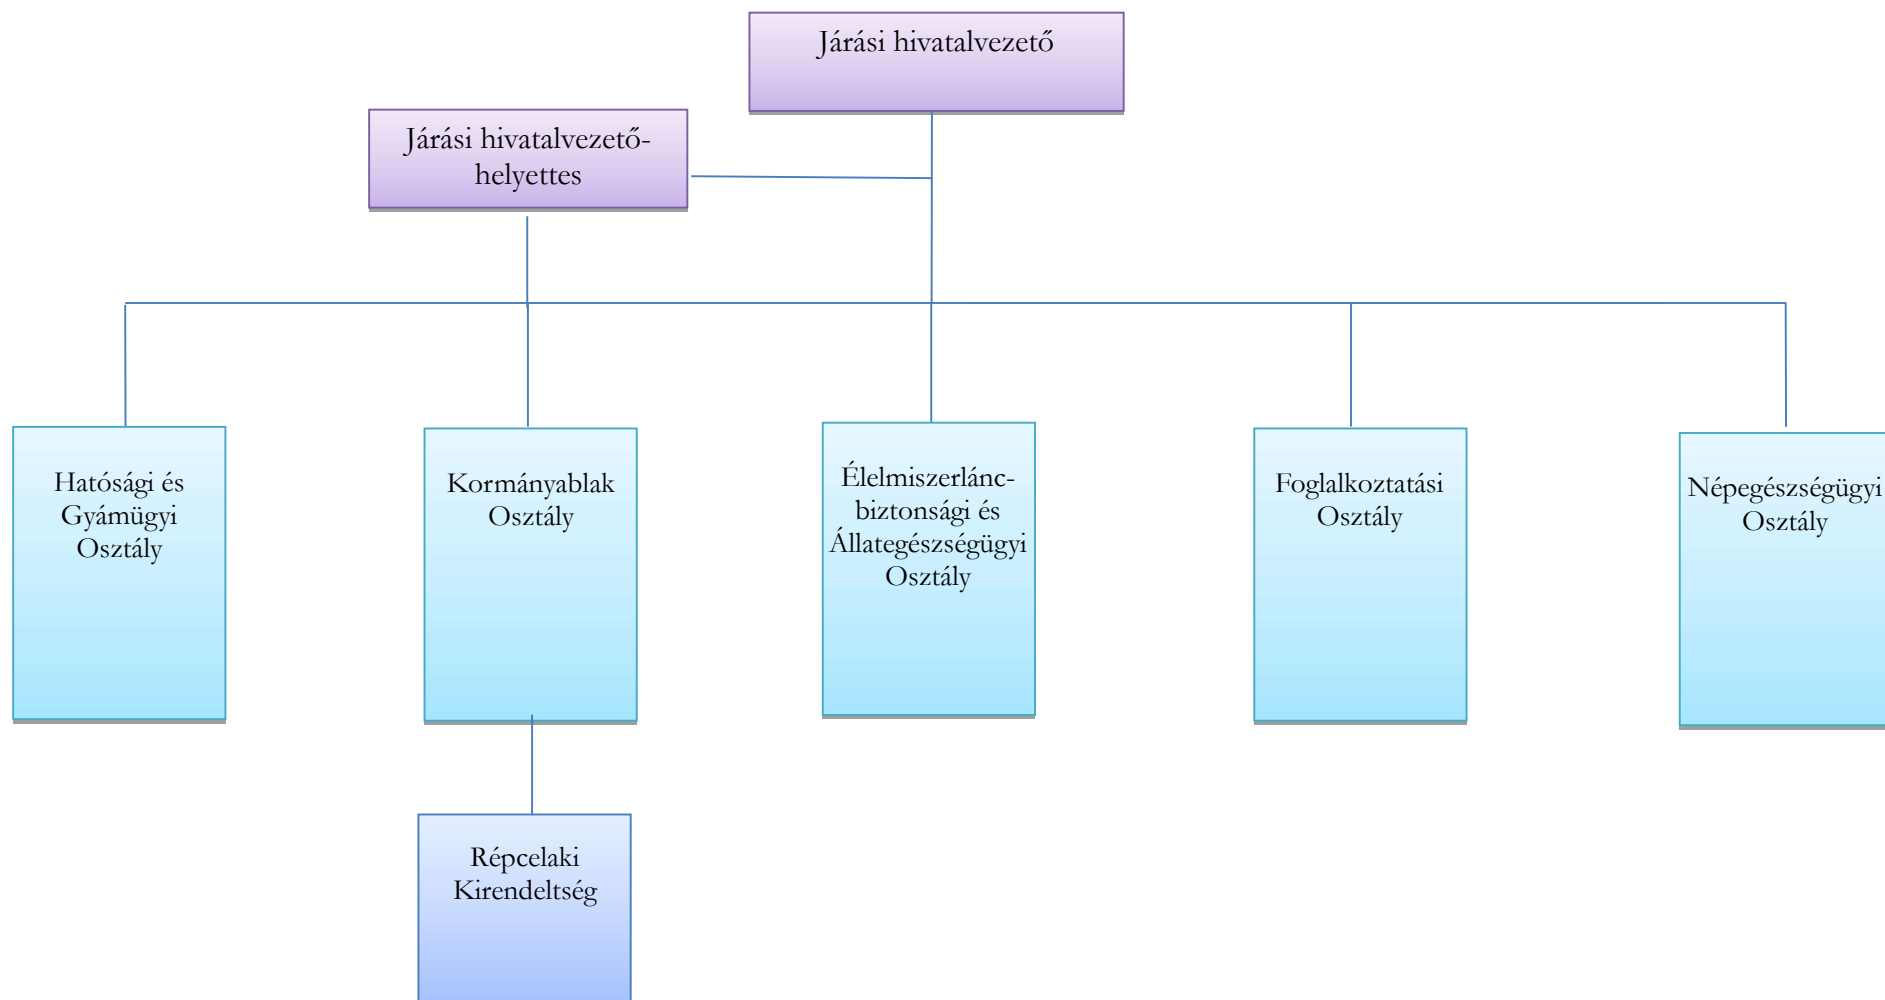 Járási hivatalvezető
Járási hivatalvezető-
helyettes
Hatósági és
Gyámügyi
Osztály
Kormányablak
Osztály
Élelmiszerlánc-
biztonsági és
Állategészségügyi
Osztály
Foglalkoztatási
Osztály
Népegészségügyi
Osztály
Répcelaki
Kirendeltség